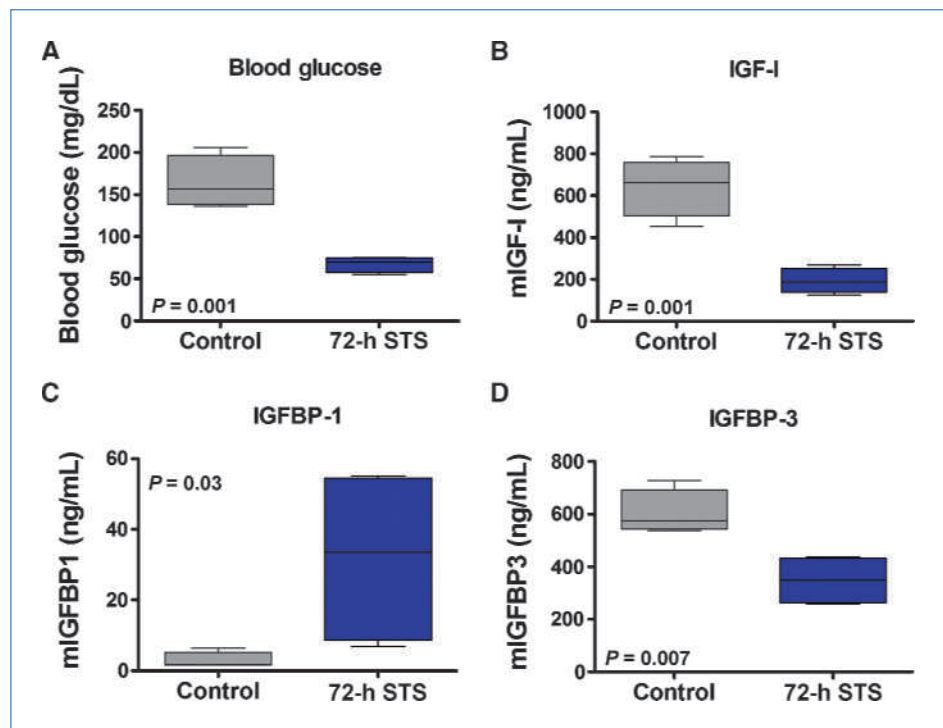 A
Blood glucose
Blood glucose (mg/dL)
250
200
150
100
50
0
P = 0.001
Control
72-h STS
B
IGF-I
mIGF-I (ng/mL)
1000
800
600
400
200
0
P = 0.001
Control
72-h STS
C
IGFBP-1
mIGFBP1 (ng/mL)
60
40
20
0
P = 0.03
Control
72-h STS
D
IGFBP-3
mIGFBP3 (ng/mL)
800
600
400
200
0
P = 0.007
Control
72-h STS